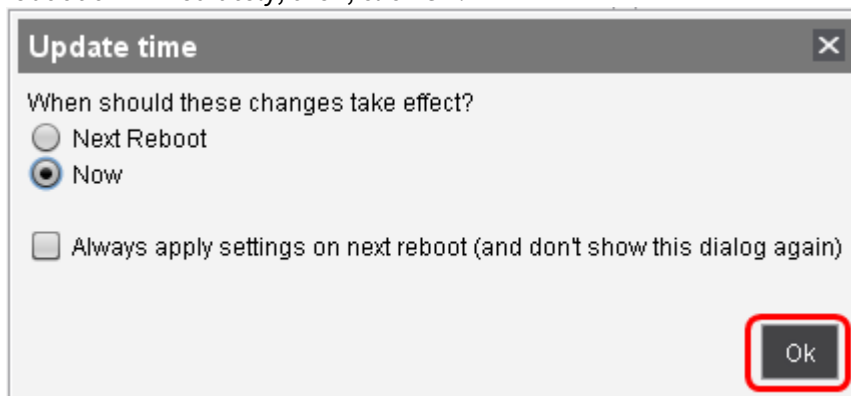 Update time
When should these changes take effect?
Next Reboot
Now
Always apply settings on next reboot (and don't show this dialog again)
Ok